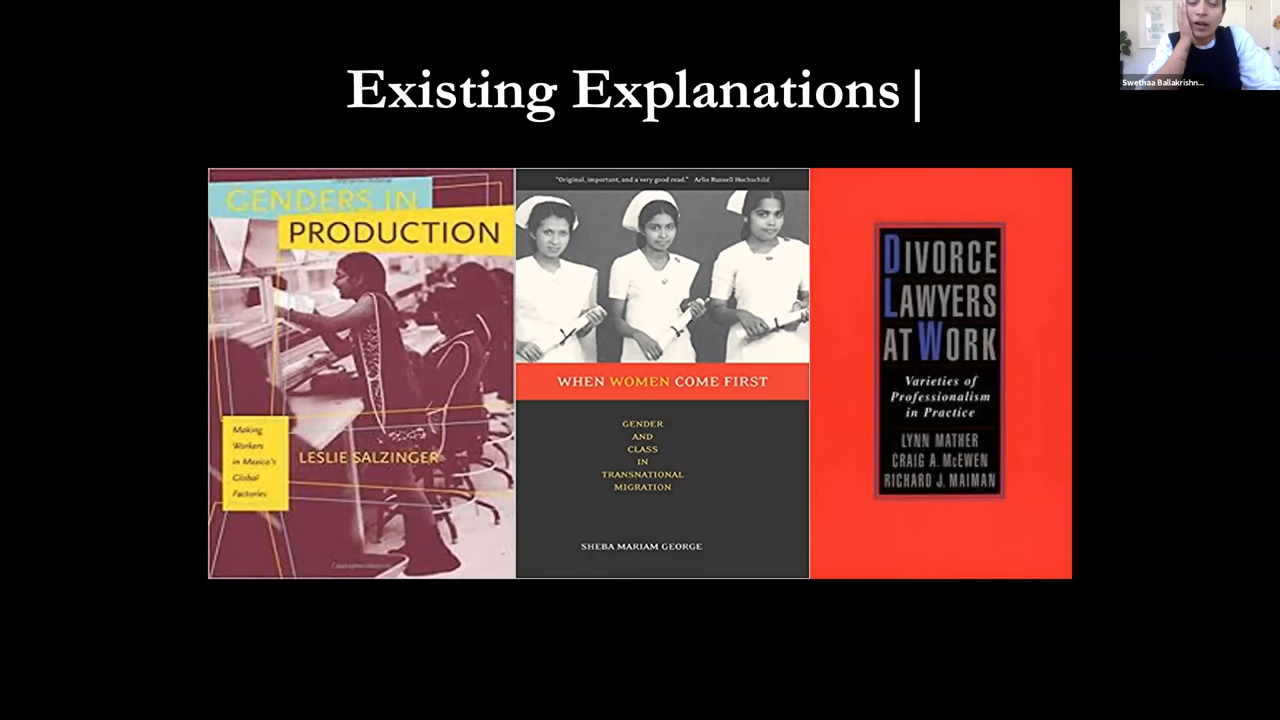 Existing Explanations|
Swethaa Ballakrishn...
GENDERS IN
PRODUCTION
Making
Workers
in Mexico's
Global
Factories
LESLIE SALZINGER
"Original, important, and a very good read." Arlie Russell Hochschild
WHEN WOMEN COME FIRST
GENDER
AND
CLASS
IN
TRANSNATIONAL
MIGRATION
SHEBA MARIAM GEORGE
DIVORCE
LAWYERS
AT WORK
Varieties of
Professionalism
in Practice
LYNN MATHER
CRAIG A. McEWEN
RICHARD J. MAIMAN